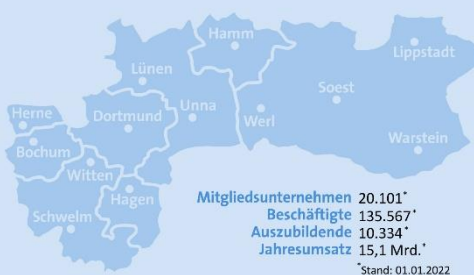 Hamm
Lippstadt
Lünen
Soest
Herne
Dortmund
Unna
Werl
Bochum
Warstein
Witten
Hagen
Schwelm
Mitgliedsunternehmen 20.101*
Beschäftigte 135.567*
Auszubildende 10.334*
Jahresumsatz 15,1 Mrd.*
*Stand: 01.01.2022